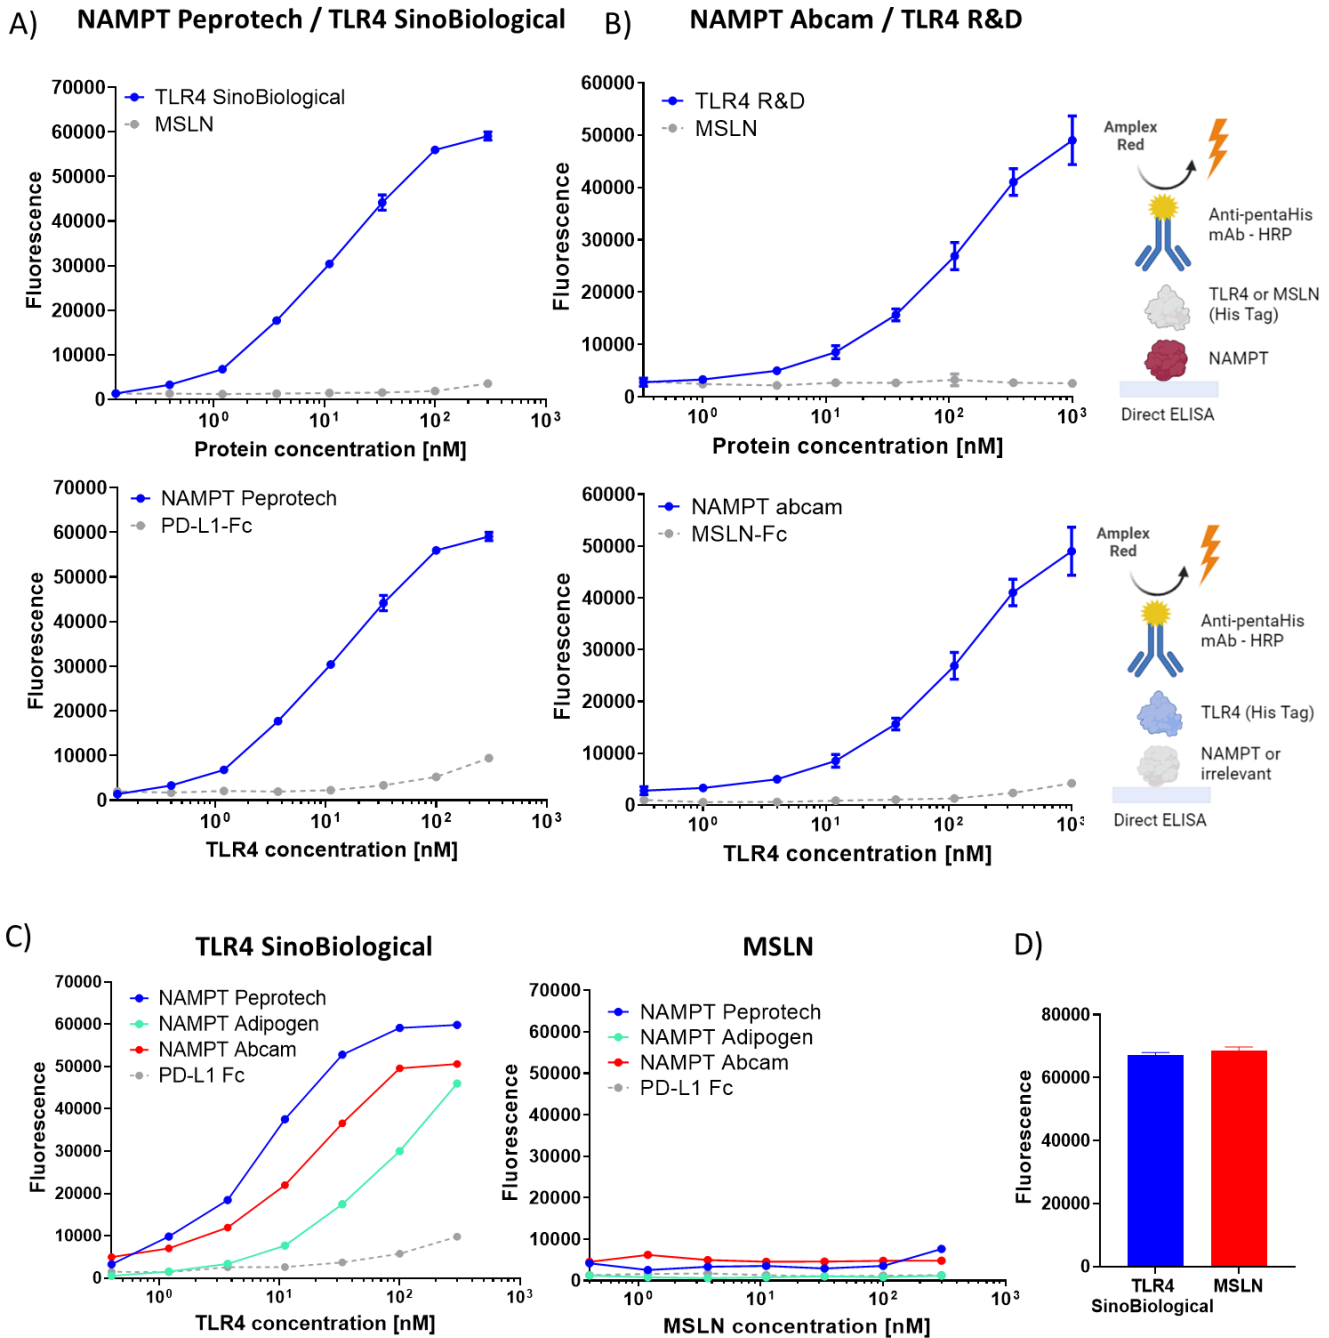 A)
NAMPT Peprotech / TLR4 SinoBiological
70000
60000
50000
40000
30000
20000
10000
0
Fluorescence
TLR4 SinoBiological
MSLN
10⁰
10¹
10²
10³
Protein concentration [nM]
B)
NAMPT Abcam / TLR4 R&D
60000
50000
40000
30000
20000
10000
0
Fluorescence
TLR4 R&D
MSLN
10⁰
10¹
10²
10³
Protein concentration [nM]
Amplex
Red
Anti-pentaHis
mAb - HRP
TLR4 or MSLN
(His Tag)
NAMPT
Direct ELISA
70000
60000
50000
40000
30000
20000
10000
0
Fluorescence
NAMPT Peprotech
PD-L1-Fc
10⁰
10¹
10²
10³
TLR4 concentration [nM]
60000
50000
40000
30000
20000
10000
0
Fluorescence
NAMPT abcam
MSLN-Fc
10⁰
10¹
10²
10³
TLR4 concentration [nM]
Amplex
Red
Anti-pentaHis
mAb - HRP
TLR4 (His Tag)
NAMPT or
irrelevant
Direct ELISA
C)
TLR4 SinoBiological
70000
60000
50000
40000
30000
20000
10000
0
Fluorescence
NAMPT Peprotech
NAMPT Adipogen
NAMPT Abcam
PD-L1 Fc
10⁰
10¹
10²
10³
TLR4 concentration [nM]
MSLN
70000
60000
50000
40000
30000
20000
10000
0
Fluorescence
NAMPT Peprotech
NAMPT Adipogen
NAMPT Abcam
PD-L1 Fc
10⁰
10¹
10²
10³
MSLN concentration [nM]
D)
80000
60000
40000
20000
0
Fluorescence
TLR4
SinoBiological
MSLN